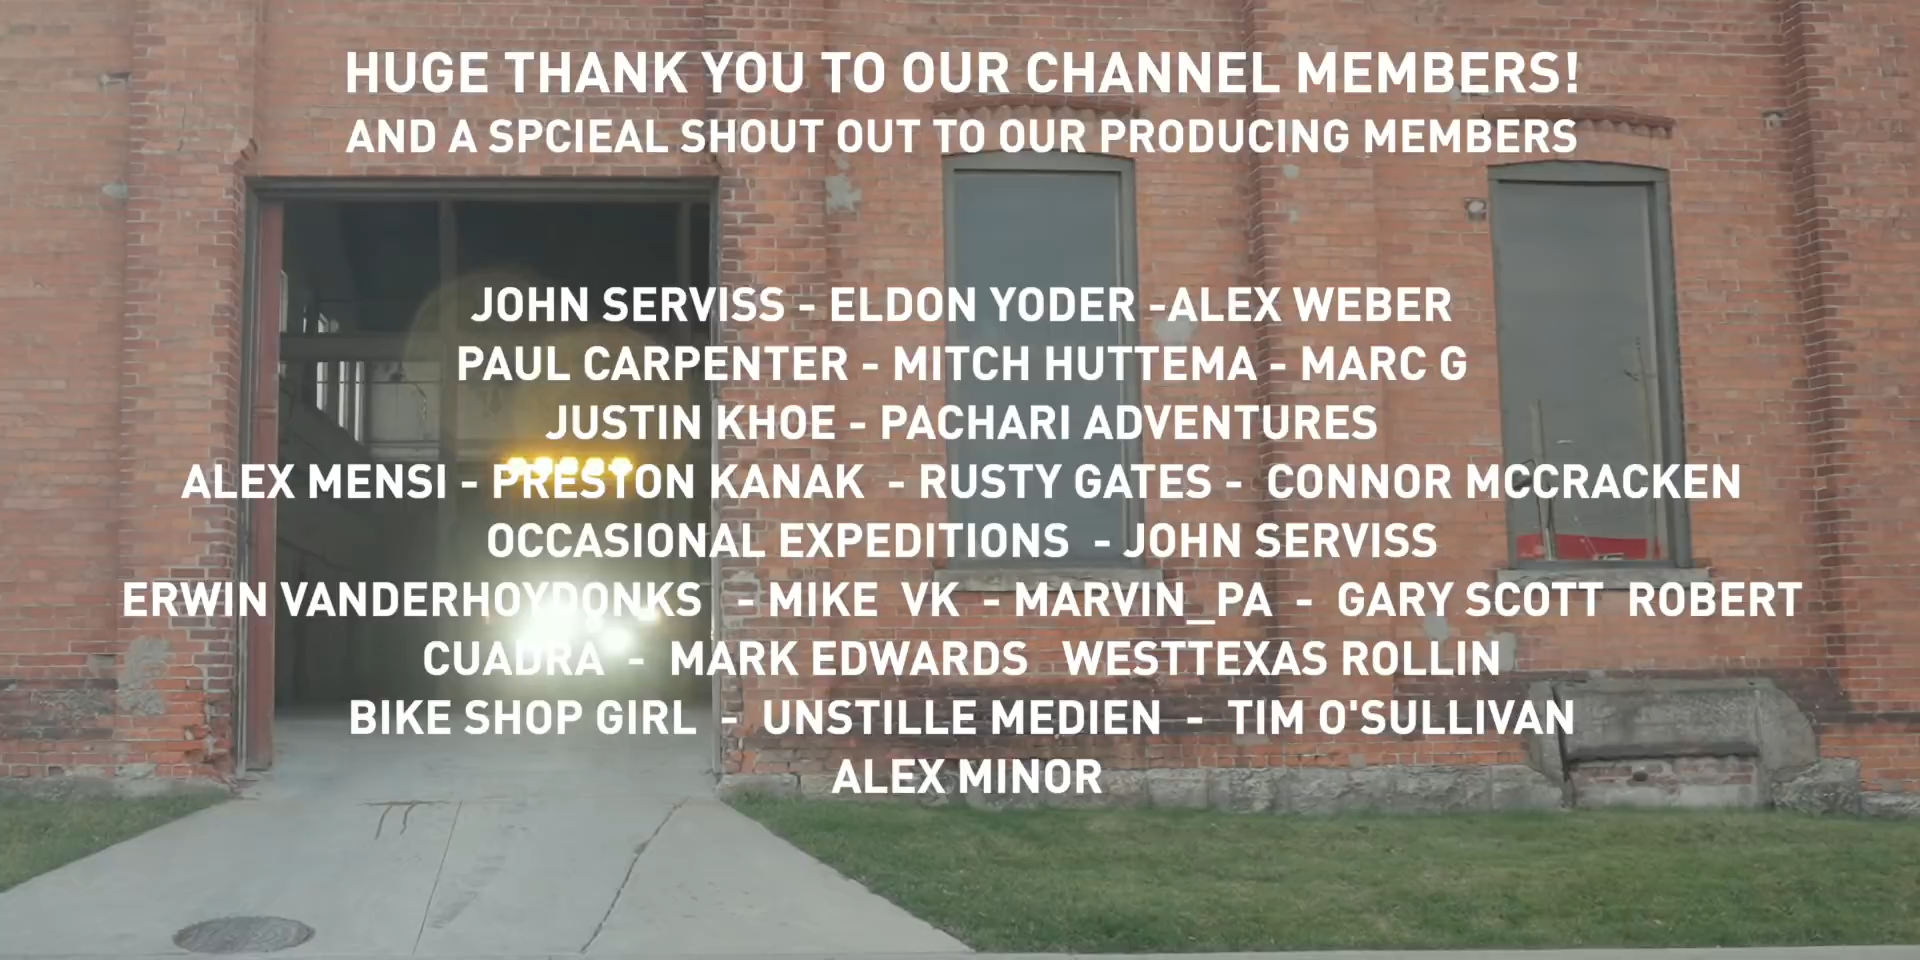 HUGE THANK YOU TO OUR CHANNEL MEMBERS!
AND A SPCIEAL SHOUT OUT TO OUR PRODUCING MEMBERS
JOHN SERVISS - ELDON YODER -ALEX WEBER
PAUL CARPENTER - MITCH HUTTEMA - MARC G
JUSTIN KHOE - PACHARI ADVENTURES
ALEX MENSI - PRESTON KANAK - RUSTY GATES - CONNOR MCCRACKEN
OCCASIONAL EXPEDITIONS - JOHN SERVISS
ERWIN VANDERHOYDONKS - MIKE VK - MARVIN_PA - GARY SCOTT ROBERT
CUADRA - MARK EDWARDS WESTTEXAS ROLLIN
BIKE SHOP GIRL - UNSTILLE MEDIEN - TIM O'SULLIVAN
ALEX MINOR